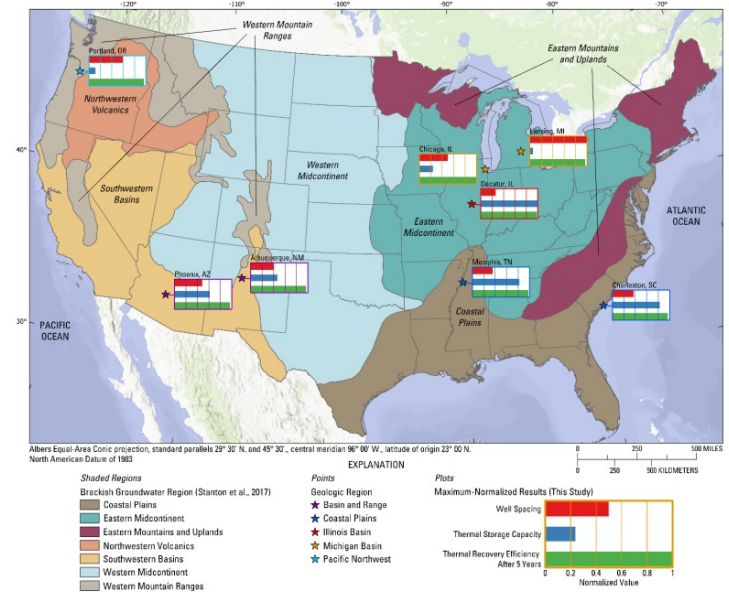 -120°
-110°
-100°
-90°
-80°
-70°
Western Mountain
Ranges
Eastern Mountains
and Uplands
Portland, OR
Northwestern
Volcanics
40°
Chicago, IL
Lansing, MI
Western
Midcontinent
Southwestern
Basins
Decatur, IL
Eastern
Midcontinent
ATLANTIC
OCEAN
Phoenix, AZ
Albuquerque, NM
Memphis, TN
Charleston, SC
Coastal
Plains
30°
PACIFIC
OCEAN
Albers Equal-Area Conic projection, standard parallels 29° 30' N. and 45° 30'., central meridian 96° 00' W., latitude of origin 23° 00 N.
North American Datum of 1983
0 250 500 MILES
0 250 500 KILOMETERS
EXPLANATION
Shaded Regions
Brackish Groundwater Region (Stanton et al., 2017)
Coastal Plains
Eastern Midcontinent
Eastern Mountains and Uplands
Northwestern Volcanics
Southwestern Basins
Western Midcontinent
Western Mountain Ranges
Points
Geologic Region
Basin and Range
Coastal Plains
Illinois Basin
Michigan Basin
Pacific Northwest
Plots
Maximum-Normalized Results (This Study)
Well Spacing
Thermal Storage Capacity
Thermal Recovery Efficiency
After 5 Years
0 0.2 0.4 0.6 0.8 1
Normalized Value